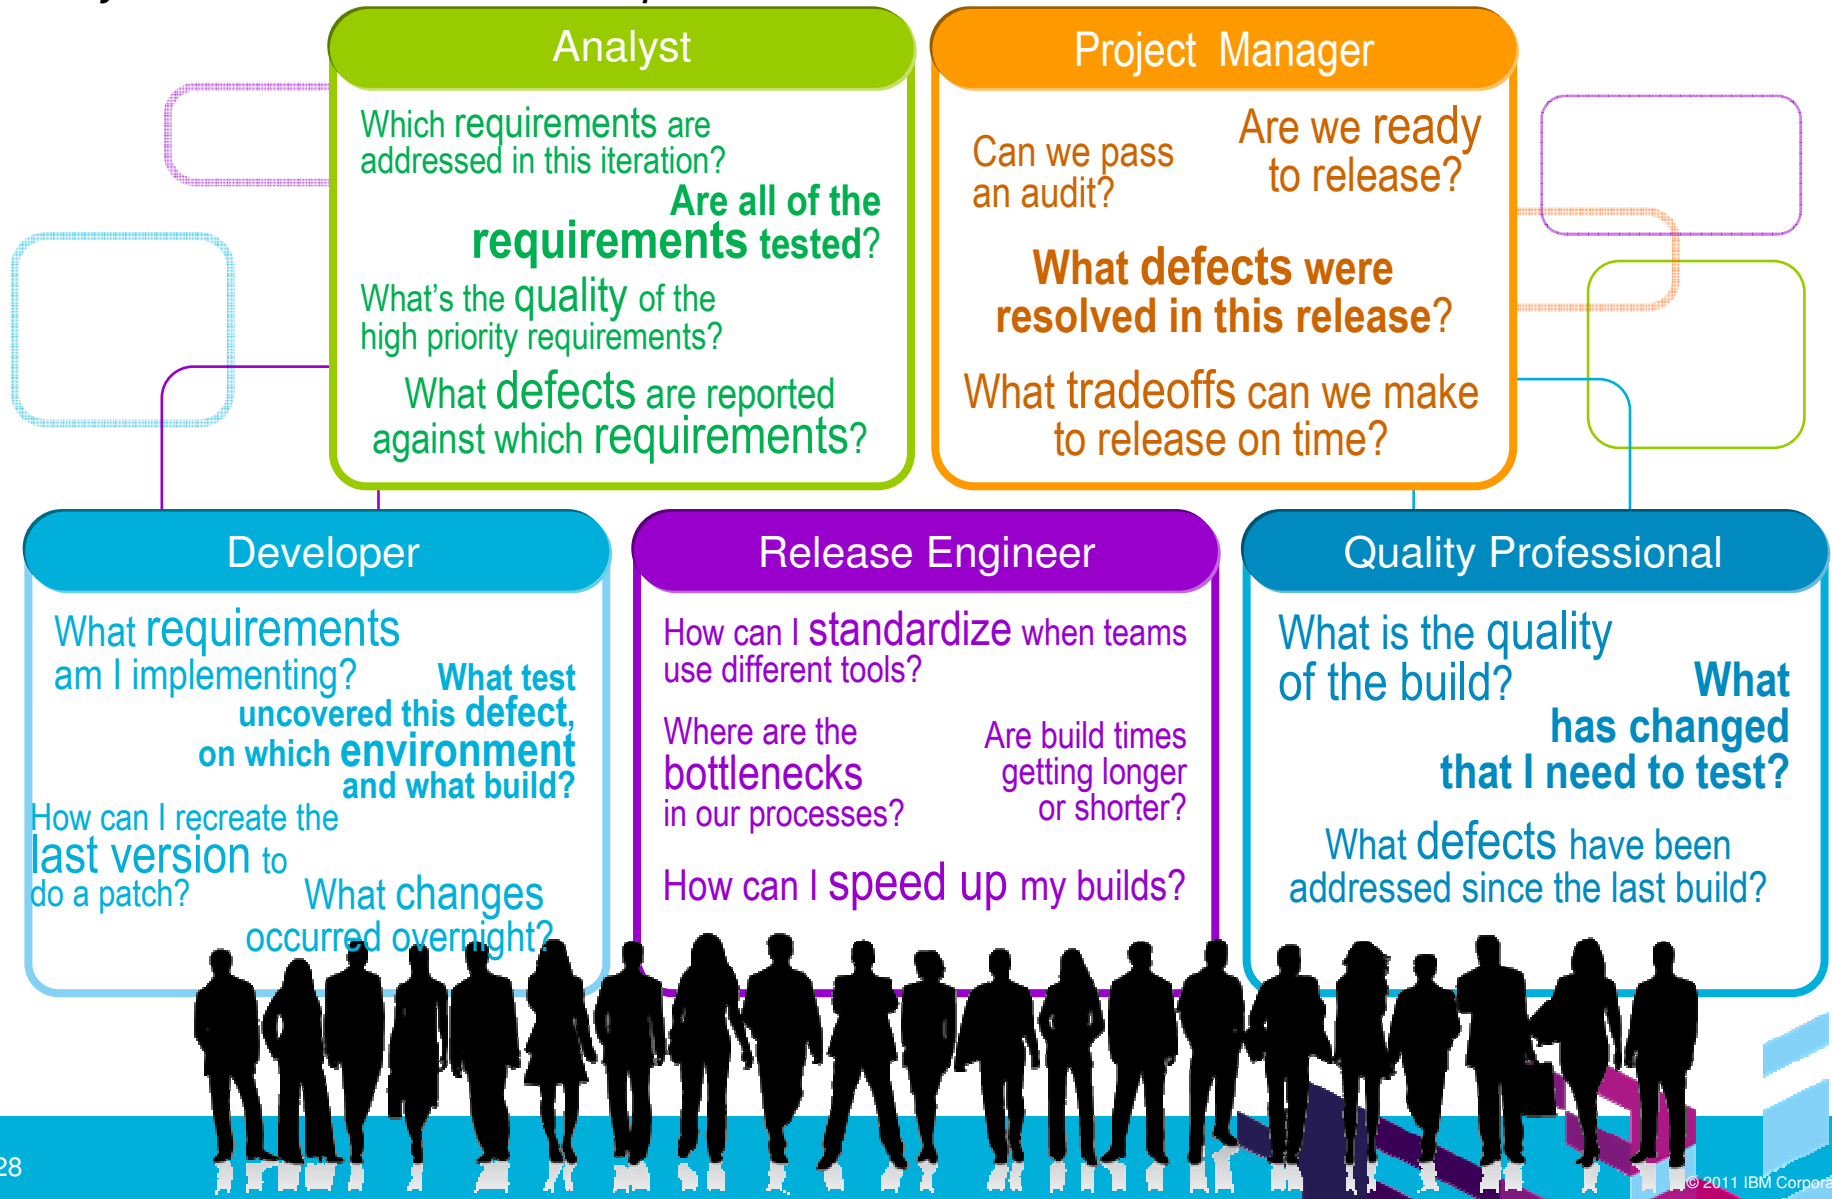 Analyst
Which requirements are
addressed in this iteration?
Are all of the
requirements tested?
What's the quality of the
high priority requirements?
What defects are reported
against which requirements?
Project Manager
Can we pass
an audit?
Are we ready
to release?
What defects were
resolved in this release?
What tradeoffs can we make
to release on time?
Developer
What requirements
am I implementing?
What test
uncovered this defect,
on which environment
and what build?
How can I recreate the
last version to
do a patch?
What changes
occurred overnight?
Release Engineer
How can I standardize when teams
use different tools?
Where are the
bottlenecks
in our processes?
Are build times
getting longer
or shorter?
How can I speed up my builds?
Quality Professional
What is the quality
of the build?
What
has changed
that I need to test?
What defects have been
addressed since the last build?
28
© 2011 IBM Corpora